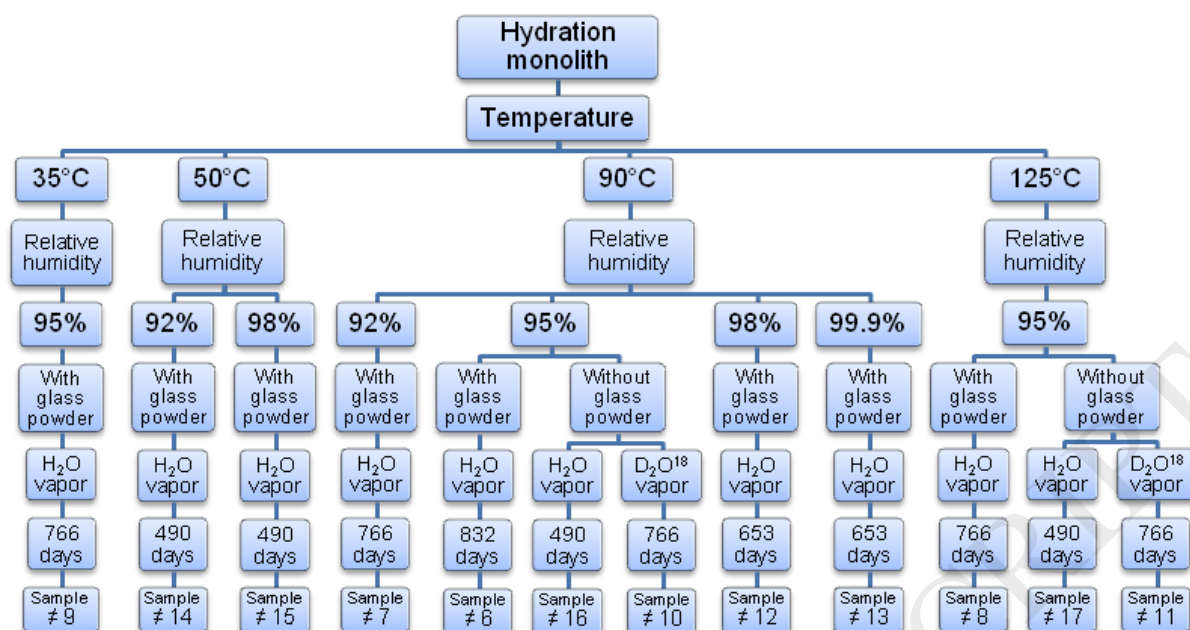 Hydration
monolith
Temperature
35°C 50°C 90°C 125°C
Relative humidity Relative humidity Relative humidity Relative humidity
95% 92% 98% 92% 95% 98% 99.9% 95%
With glass powder With glass powder With glass powder With glass powder With glass powder Without glass powder With glass powder With glass powder With glass powder Without glass powder
H₂O vapor H₂O vapor H₂O vapor H₂O vapor H₂O vapor H₂O vapor D₂O¹⁸ vapor H₂O vapor H₂O vapor H₂O vapor H₂O vapor D₂O¹⁸ vapor
766 days 490 days 490 days 766 days 832 days 490 days 766 days 653 days 653 days 766 days 490 days 766 days
Sample ≠ 9 Sample ≠ 14 Sample ≠ 15 Sample ≠ 7 Sample ≠ 6 Sample ≠ 16 Sample ≠ 10 Sample ≠ 12 Sample ≠ 13 Sample ≠ 8 Sample ≠ 17 Sample ≠ 11
CRIPT